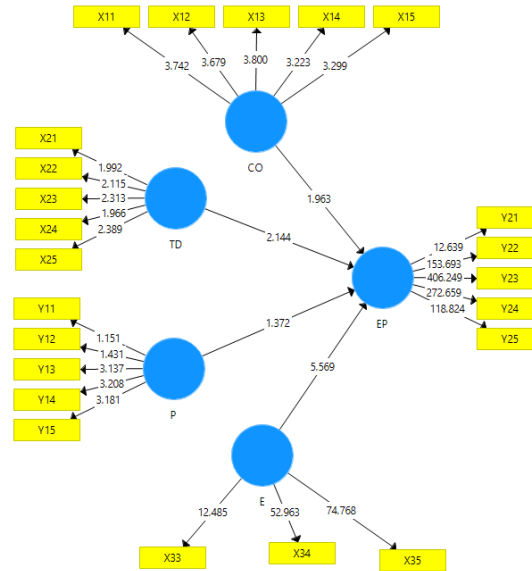 X11 X12 X13 X14 X15
3.742 3.679 3.800 3.223 3.299
CO
X21
X22
X23
X24
X25
1.992
2.115
2.313
1.966
2.389
TD
1.963
2.144
Y21
Y22
Y23
Y24
Y25
12.639
153.693
406.249
272.659
118.824
EP
Y11
Y12
Y13
Y14
Y15
1.151
1.431
3.137
3.208
3.181
P
1.372
5.569
E
12.485 52.963 74.768
X33 X34 X35